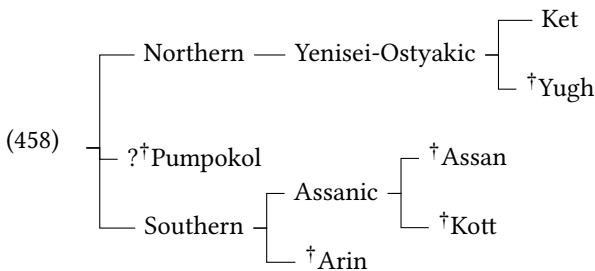 Ket
Northern
Yenisei-Ostyakic
†Yugh
(458)
?†Pumpokol
†Assan
Assanic
Southern
†Kott
†Arin